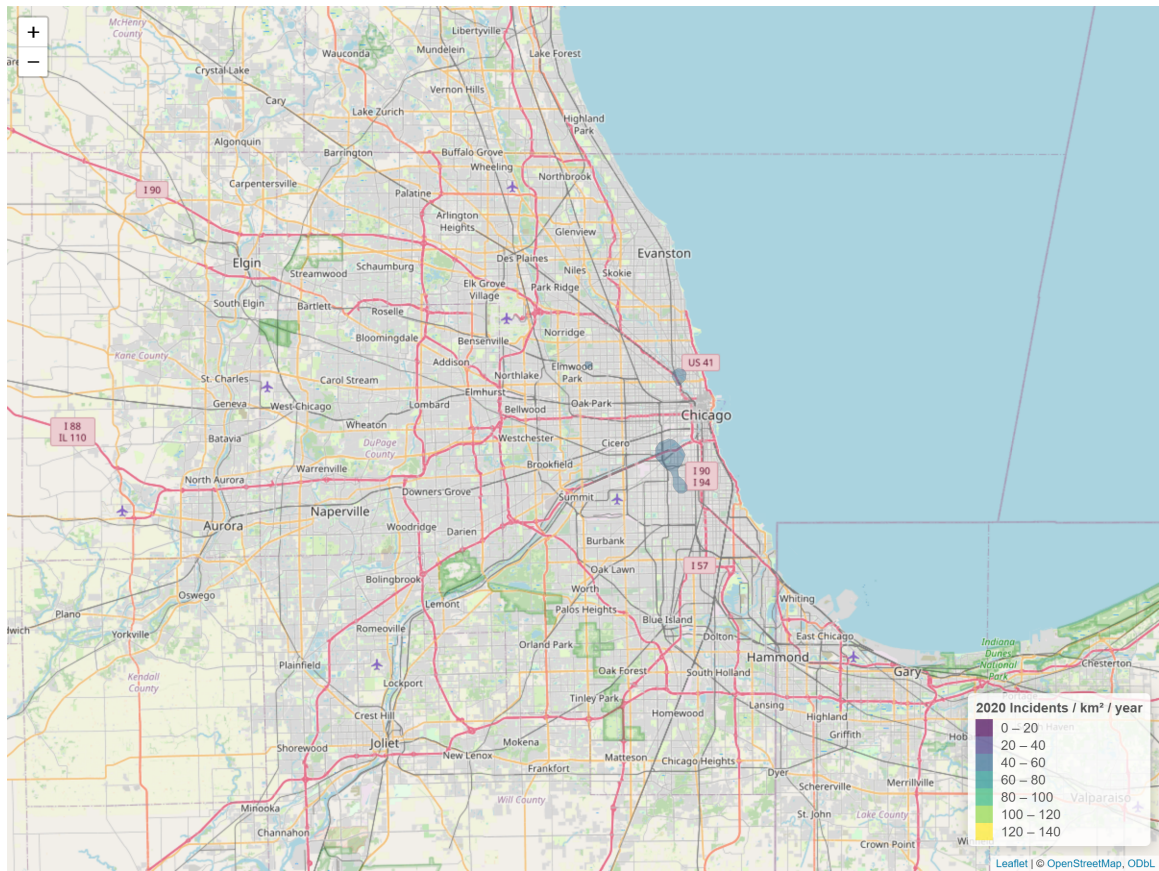 +
−
McHenry
County
Libertyville
Wauconda
Mundelein
Lake Forest
Crystal Lake
Vernon Hills
Cary
Lake Zurich
Highland
Park
Algonquin
Barrington
Buffalo Grove
Wheeling
Northbrook
I 90
Carpentersville
Palatine
Arlington
Heights
Glenview
Evanston
Des Plaines
Elgin
Streamwood
Schaumburg
Niles
Skokie
Elk Grove
Village
Park Ridge
South Elgin
Bartlett
Roselle
Norridge
Bloomingdale
Bensenville
Kane County
Addison
US 41
Elmwood
Park
Northlake
St. Charles
Carol Stream
Elmhurst
Geneva
West Chicago
Lombard
Bellwood
Oak Park
Chicago
I 88
IL 110
Wheaton
Batavia
DuPage
County
Westchester
Cicero
Warrenville
Brookfield
I 90
I 94
North Aurora
Downers Grove
Summit
Naperville
Aurora
Woodridge
Darien
Burbank
Bolingbrook
Oak Lawn
I 57
Oswego
Worth
Lemont
Palos Heights
Whiting
Plano
Blue Island
dwich
Yorkville
Romeoville
Dolton
East Chicago
Orland Park
Indiana
Dunes
National
Park
Plainfield
Hammond
Chesterton
Kendall
County
Lockport
Oak Forest
South Holland
Gary
Tinley Park
Lansing
Crest Hill
Homewood
Highland
Joliet
Mokena
Griffith
Shorewood
New Lenox
Matteson
Chicago Heights
Frankfort
Dyer
Schererville
Merrillville
Will County
Valparaiso
Minooka
St. John
Lake County
Channahon
Crown Point
2020 Incidents / km² / year
0 – 20
20 – 40
40 – 60
60 – 80
80 – 100
100 – 120
120 – 140
Leaflet | © OpenStreetMap, ODbL